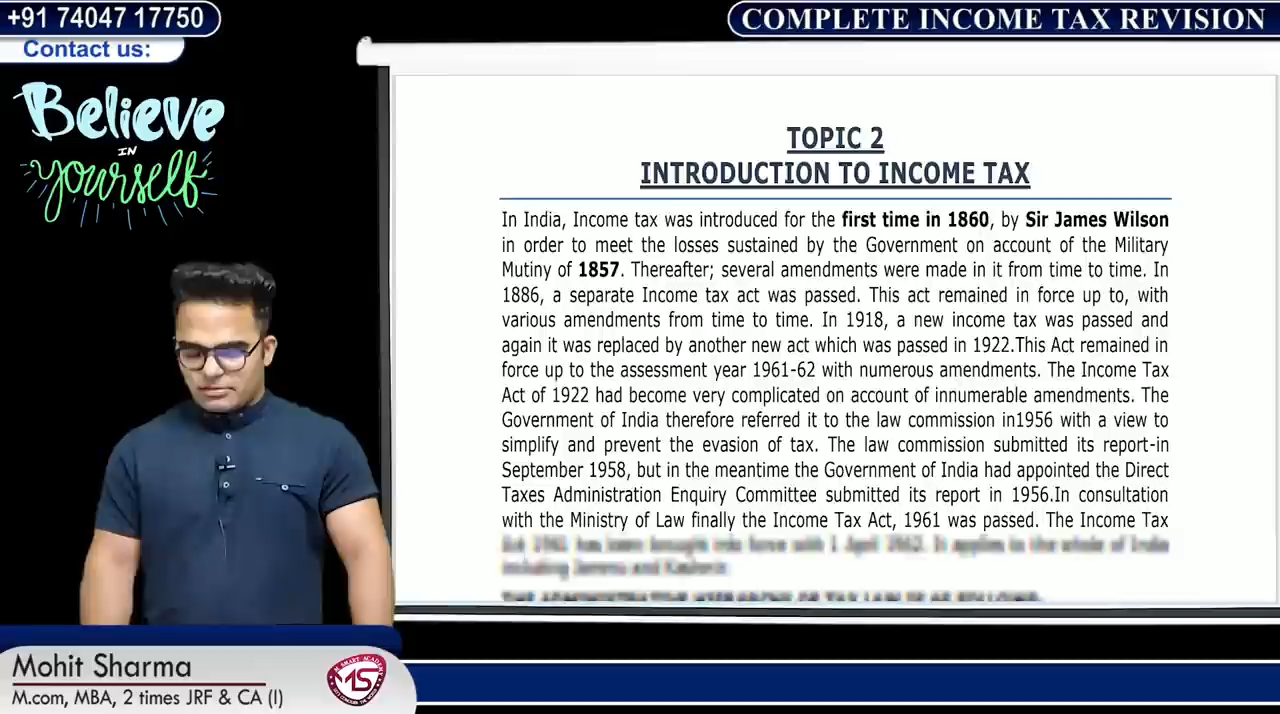 +91 74047 17750
Contact us:
COMPLETE INCOME TAX REVISION
Believe
IN
yourself
TOPIC 2
INTRODUCTION TO INCOME TAX
In India, Income tax was introduced for the first time in 1860, by Sir James Wilson
in order to meet the losses sustained by the Government on account of the Military
Mutiny of 1857. Thereafter; several amendments were made in it from time to time. In
1886, a separate Income tax act was passed. This act remained in force up to, with
various amendments from time to time. In 1918, a new income tax was passed and
again it was replaced by another new act which was passed in 1922.This Act remained in
force up to the assessment year 1961-62 with numerous amendments. The Income Tax
Act of 1922 had become very complicated on account of innumerable amendments. The
Government of India therefore referred it to the law commission in1956 with a view to
simplify and prevent the evasion of tax. The law commission submitted its report-in
September 1958, but in the meantime the Government of India had appointed the Direct
Taxes Administration Enquiry Committee submitted its report in 1956.In consultation
with the Ministry of Law finally the Income Tax Act, 1961 was passed. The Income Tax
Mohit Sharma
M.com, MBA, 2 times JRF & CA (I)
MS